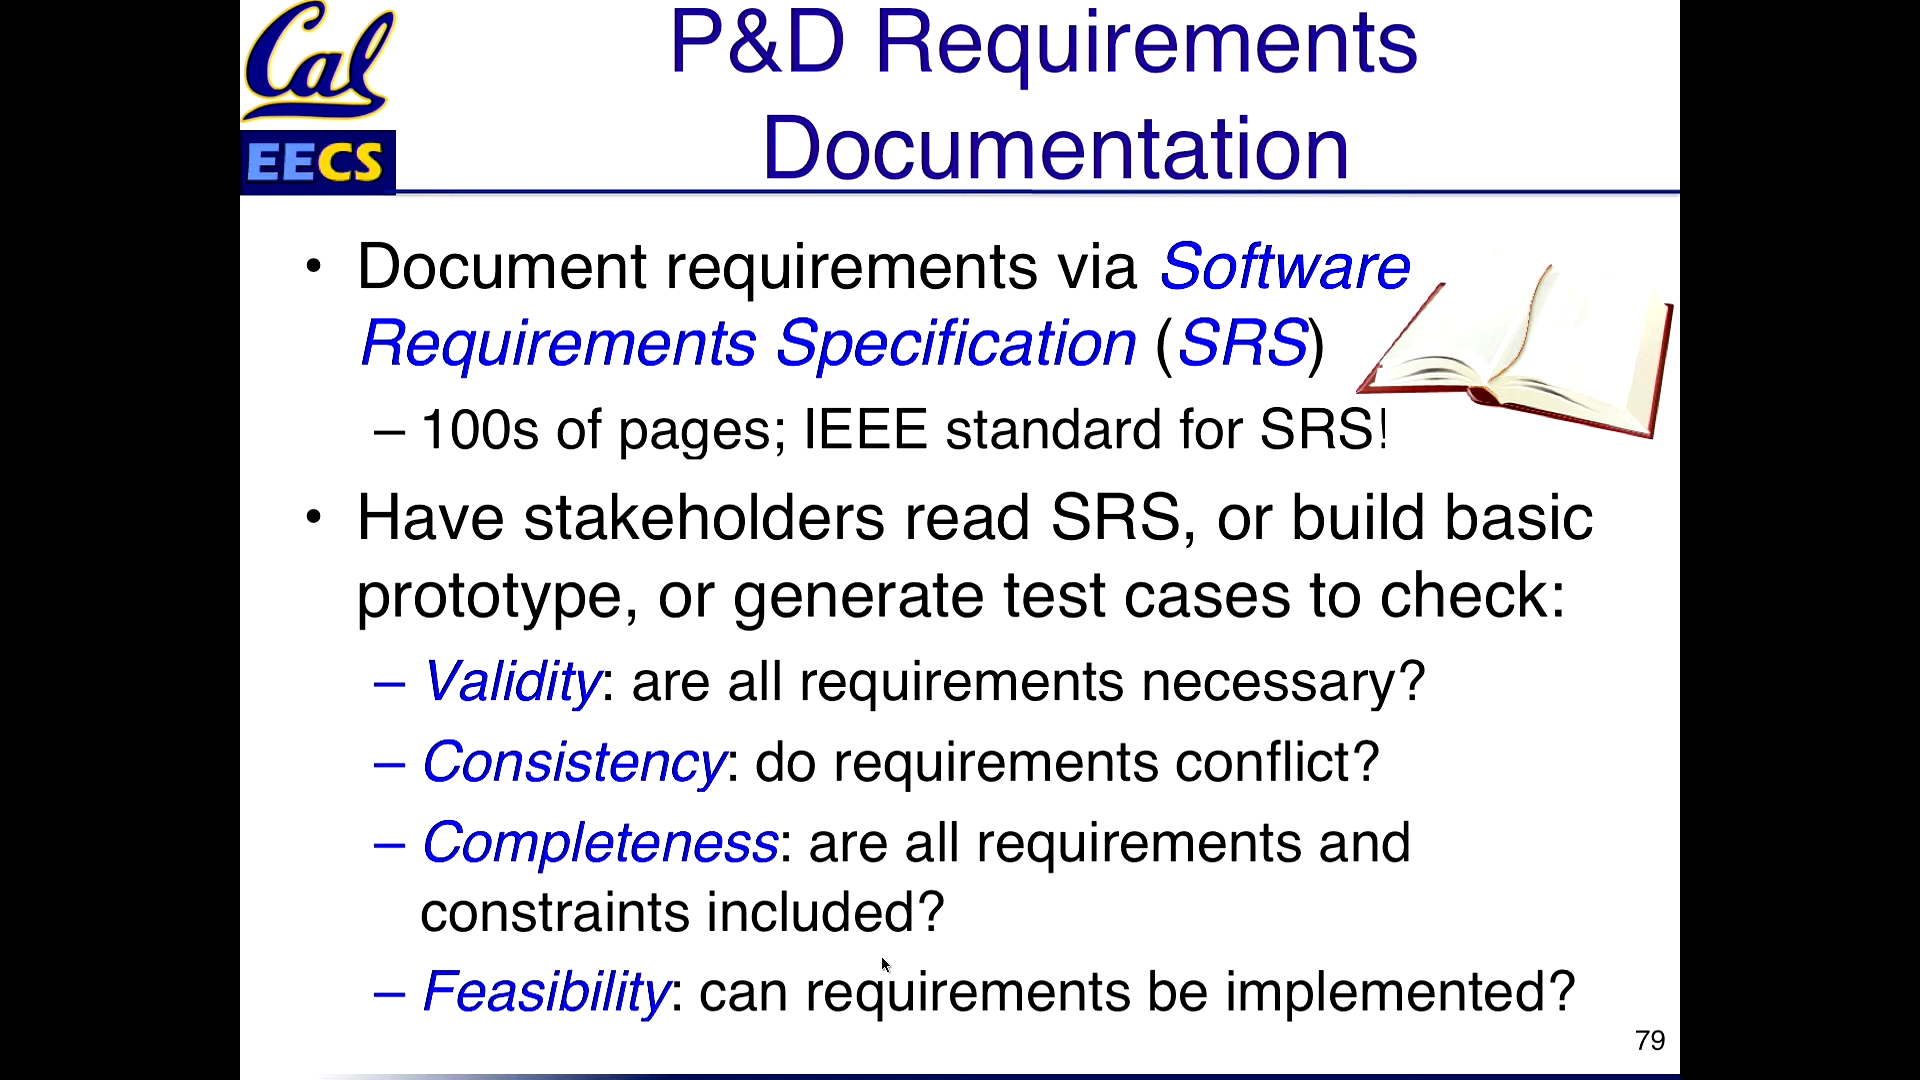 Cal
EECS
P&D Requirements
Documentation
• Document requirements via Software
Requirements Specification (SRS)
– 100s of pages; IEEE standard for SRS!
• Have stakeholders read SRS, or build basic
prototype, or generate test cases to check:
– Validity: are all requirements necessary?
– Consistency: do requirements conflict?
– Completeness: are all requirements and
constraints included?
– Feasibility: can requirements be implemented?
79